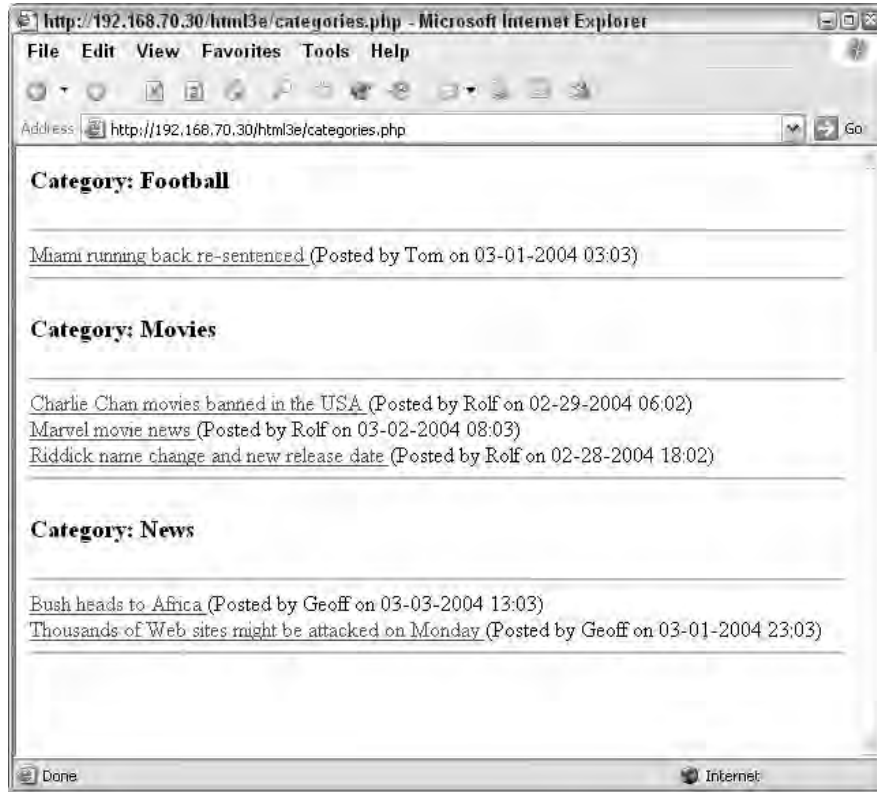 http://192.168.70.30/html3e/categories.php - Microsoft Internet Explorer
File Edit View Favorites Tools Help
Address http://192.168.70.30/html3e/categories.php Go
Category: Football
Miami running back re-sentenced (Posted by Tom on 03-01-2004 03:03)
Category: Movies
Charlie Chan movies banned in the USA (Posted by Rolf on 02-29-2004 06:02)
Marvel movie news (Posted by Rolf on 03-02-2004 08:03)
Riddick name change and new release date (Posted by Rolf on 02-28-2004 18:02)
Category: News
Bush heads to Africa (Posted by Geoff on 03-03-2004 13:03)
Thousands of Web sites might be attacked on Monday (Posted by Geoff on 03-01-2004 23:03)
Done Internet